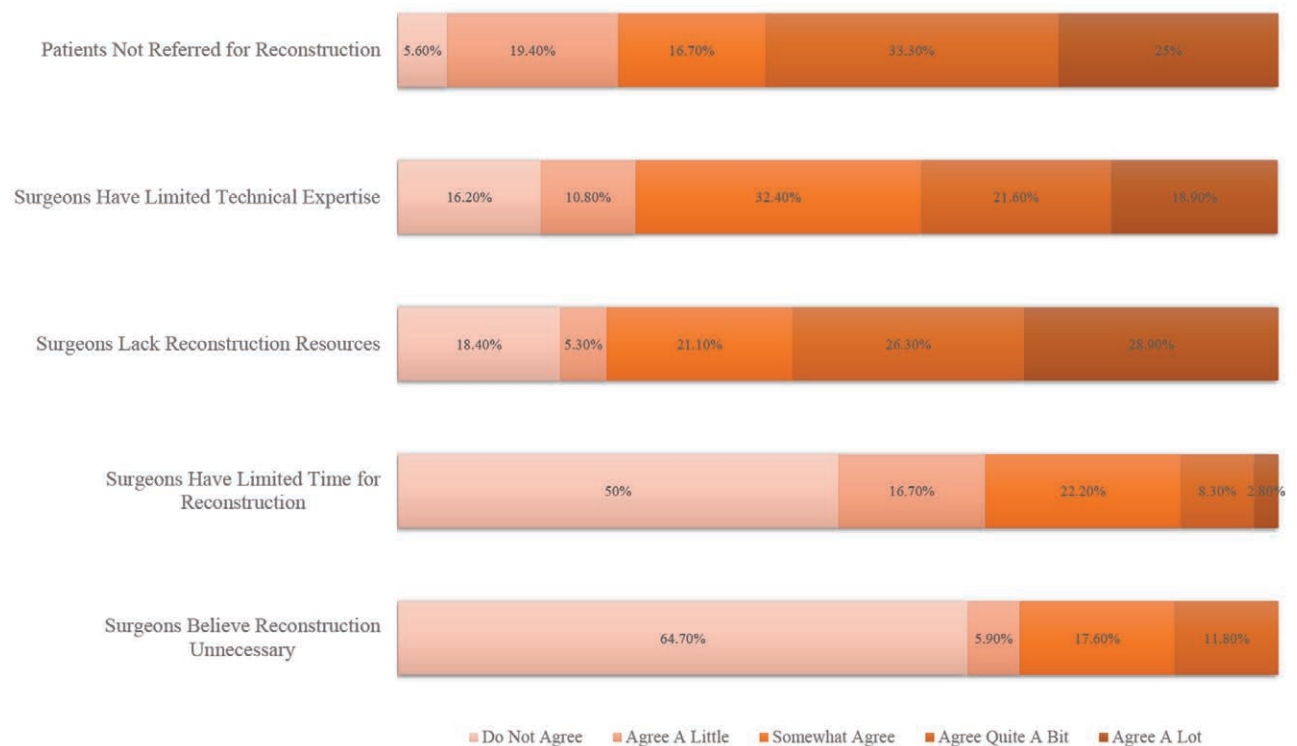 Patients Not Referred for Reconstruction
5.60% 19.40% 16.70% 33.30% 25%
Surgeons Have Limited Technical Expertise
16.20% 10.80% 32.40% 21.60% 18.90%
Surgeons Lack Reconstruction Resources
18.40% 5.30% 21.10% 26.30% 28.90%
Surgeons Have Limited Time for
Reconstruction
50% 16.70% 22.20% 8.30% 2.80%
Surgeons Believe Reconstruction
Unnecessary
64.70% 5.90% 17.60% 11.80%
Do Not Agree Agree A Little Somewhat Agree Agree Quite A Bit Agree A Lot